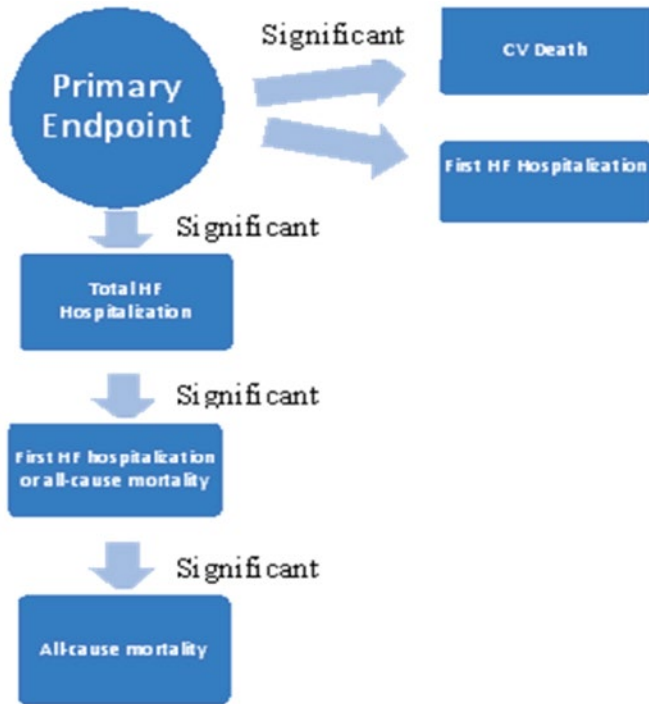 Significant
CV Death
Primary
Endpoint
First HF Hospitalization
Significant
Total HF
Hospitalization
Significant
First HF hospitalization
or all-cause mortality
Significant
All-cause mortality